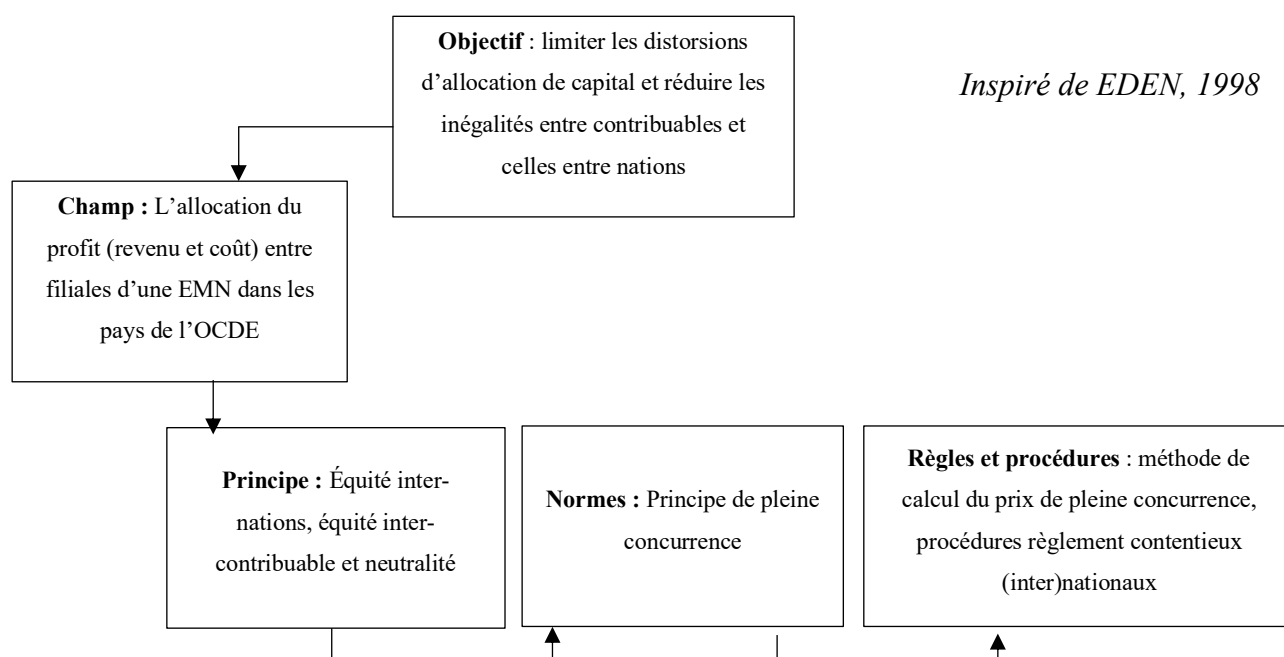 Objectif : limiter les distorsions
d’allocation de capital et réduire les
inégalités entre contribuables et
celles entre nations
Inspiré de EDEN, 1998
Champ : L’allocation du
profit (revenu et coût) entre
filiales d’une EMN dans les
pays de l’OCDE
Principe : Équité inter-
nations, équité inter-
contribuable et neutralité
Normes : Principe de pleine
concurrence
Règles et procédures : méthode de
calcul du prix de pleine concurrence,
procédures règlement contentieux
(inter)nationaux